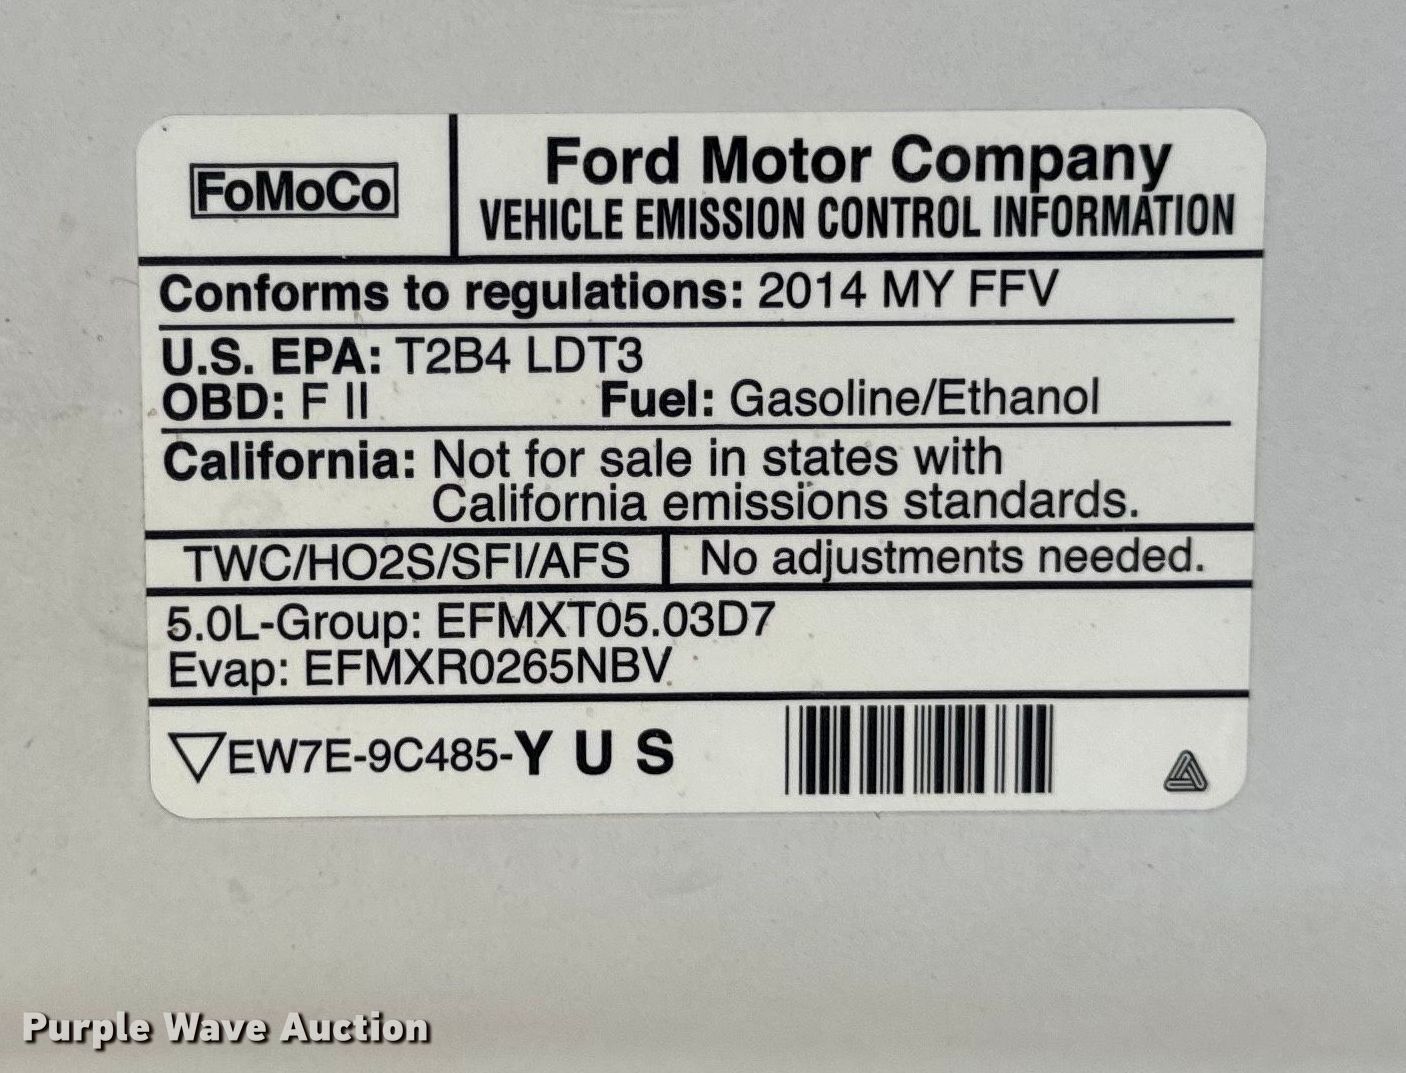 FoMoCo
Ford Motor Company
VEHICLE EMISSION CONTROL INFORMATION
Conforms to regulations: 2014 MY FFV
U.S. EPA: T2B4 LDT3
OBD: F II Fuel: Gasoline/Ethanol
California: Not for sale in states with
California emissions standards.
TWC/HO2S/SFI/AFS No adjustments needed.
5.0L-Group: EFMXT05.03D7
Evap: EFMXR0265NBV
EW7E-9C485-Y U S
Purple Wave Auction